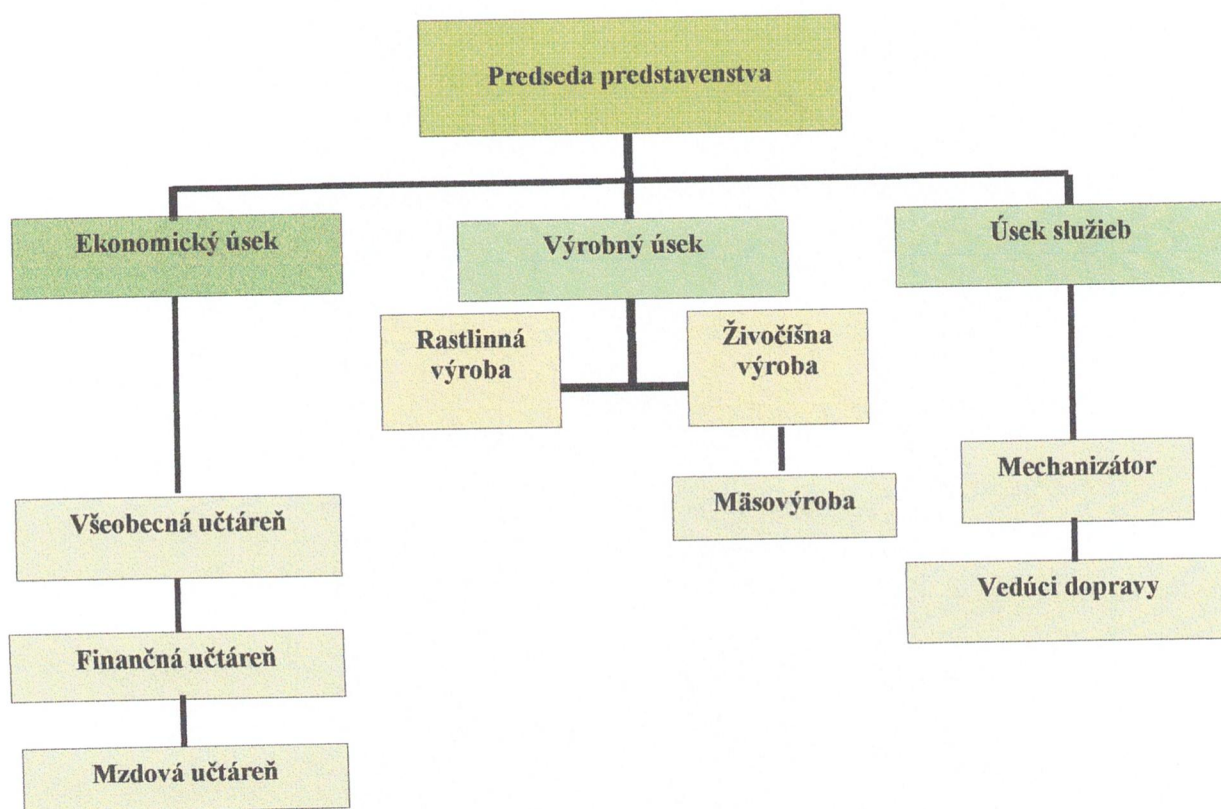 Predseda predstavenstva
Ekonomický úsek
Výrobný úsek
Úsek služieb
Rastlinná
výroba
Živočíšna
výroba
Mäsovýroba
Mechanizátor
Vedúci dopravy
Všeobecná učtáreň
Finančná učtáreň
Mzdová učtáreň